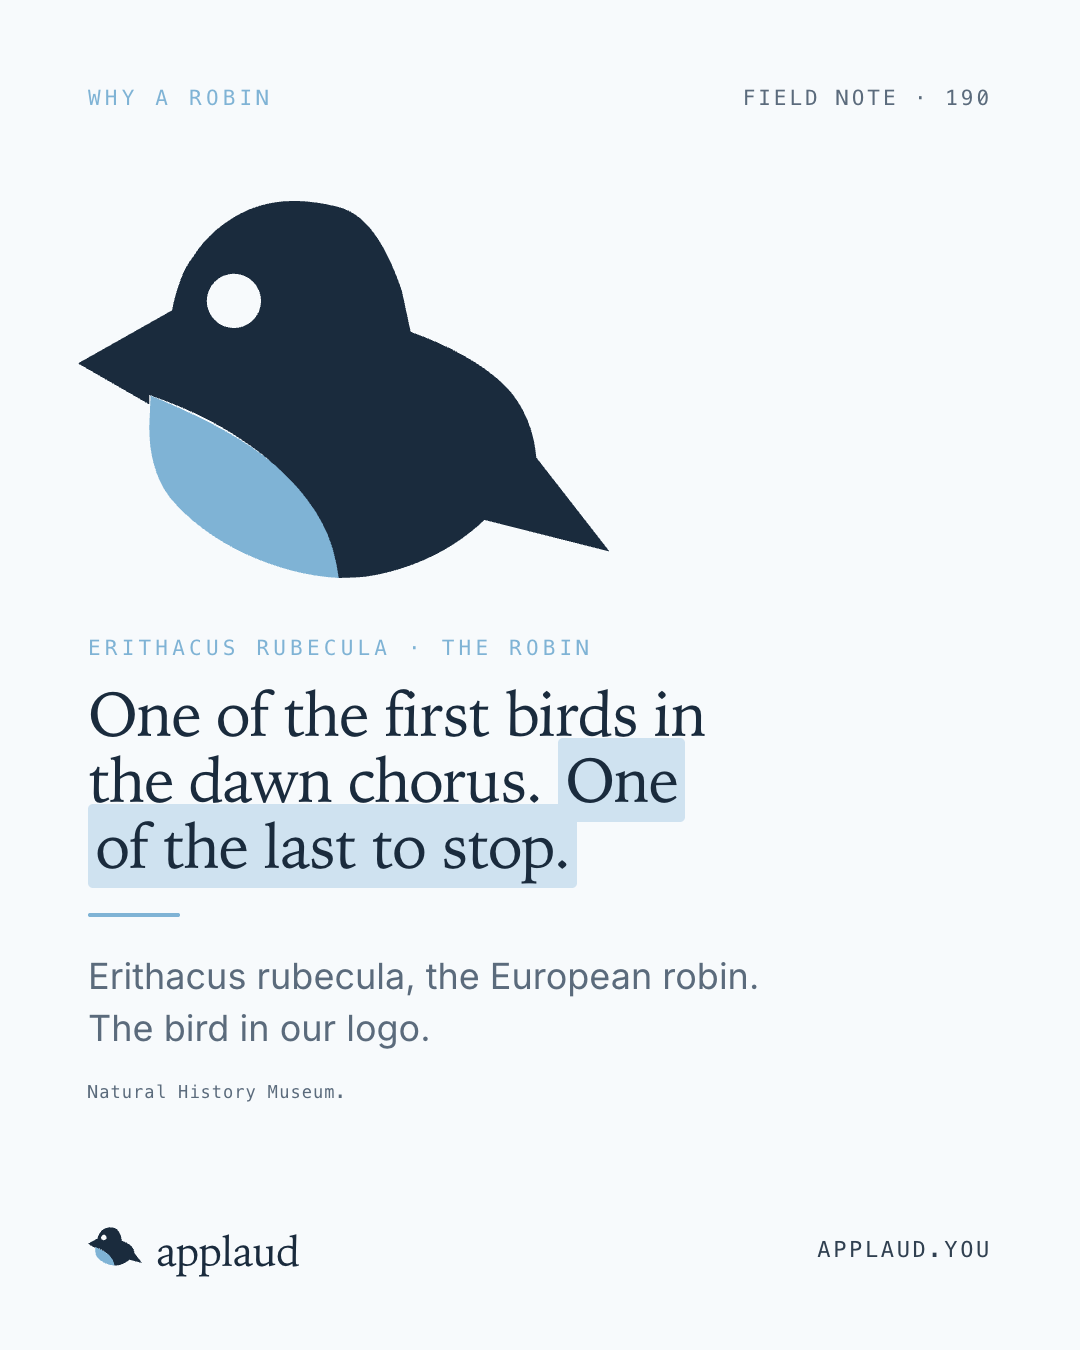 WHY A ROBIN
FIELD NOTE · 190
ERITHACUS RUBECULA · THE ROBIN
One of the first birds in
the dawn chorus. One
of the last to stop.
Erithacus rubecula, the European robin.
The bird in our logo.
Natural History Museum.
applaud
APPLAUD.YOU